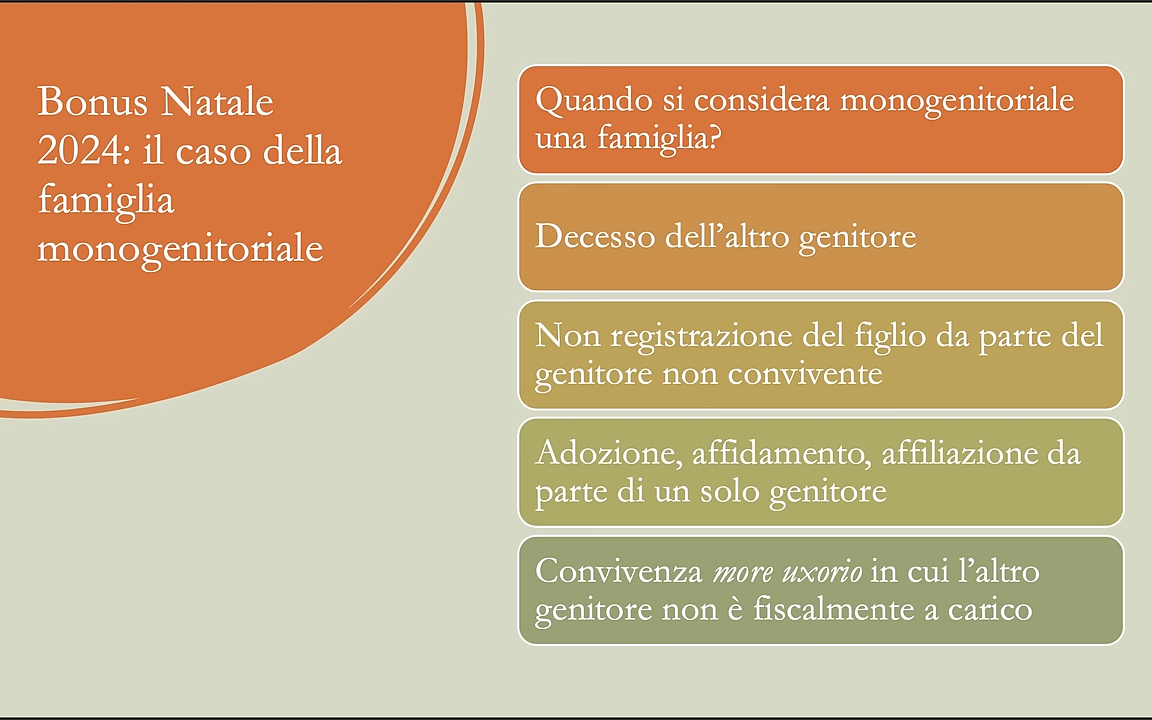 Bonus Natale
2024: il caso della
famiglia
monogenitoriale
Quando si considera monogenitoriale
una famiglia?
Decesso dell’altro genitore
Non registrazione del figlio da parte del
genitore non convivente
Adozione, affidamento, affiliazione da
parte di un solo genitore
Convivenza more uxorio in cui l’altro
genitore non è fiscalmente a carico